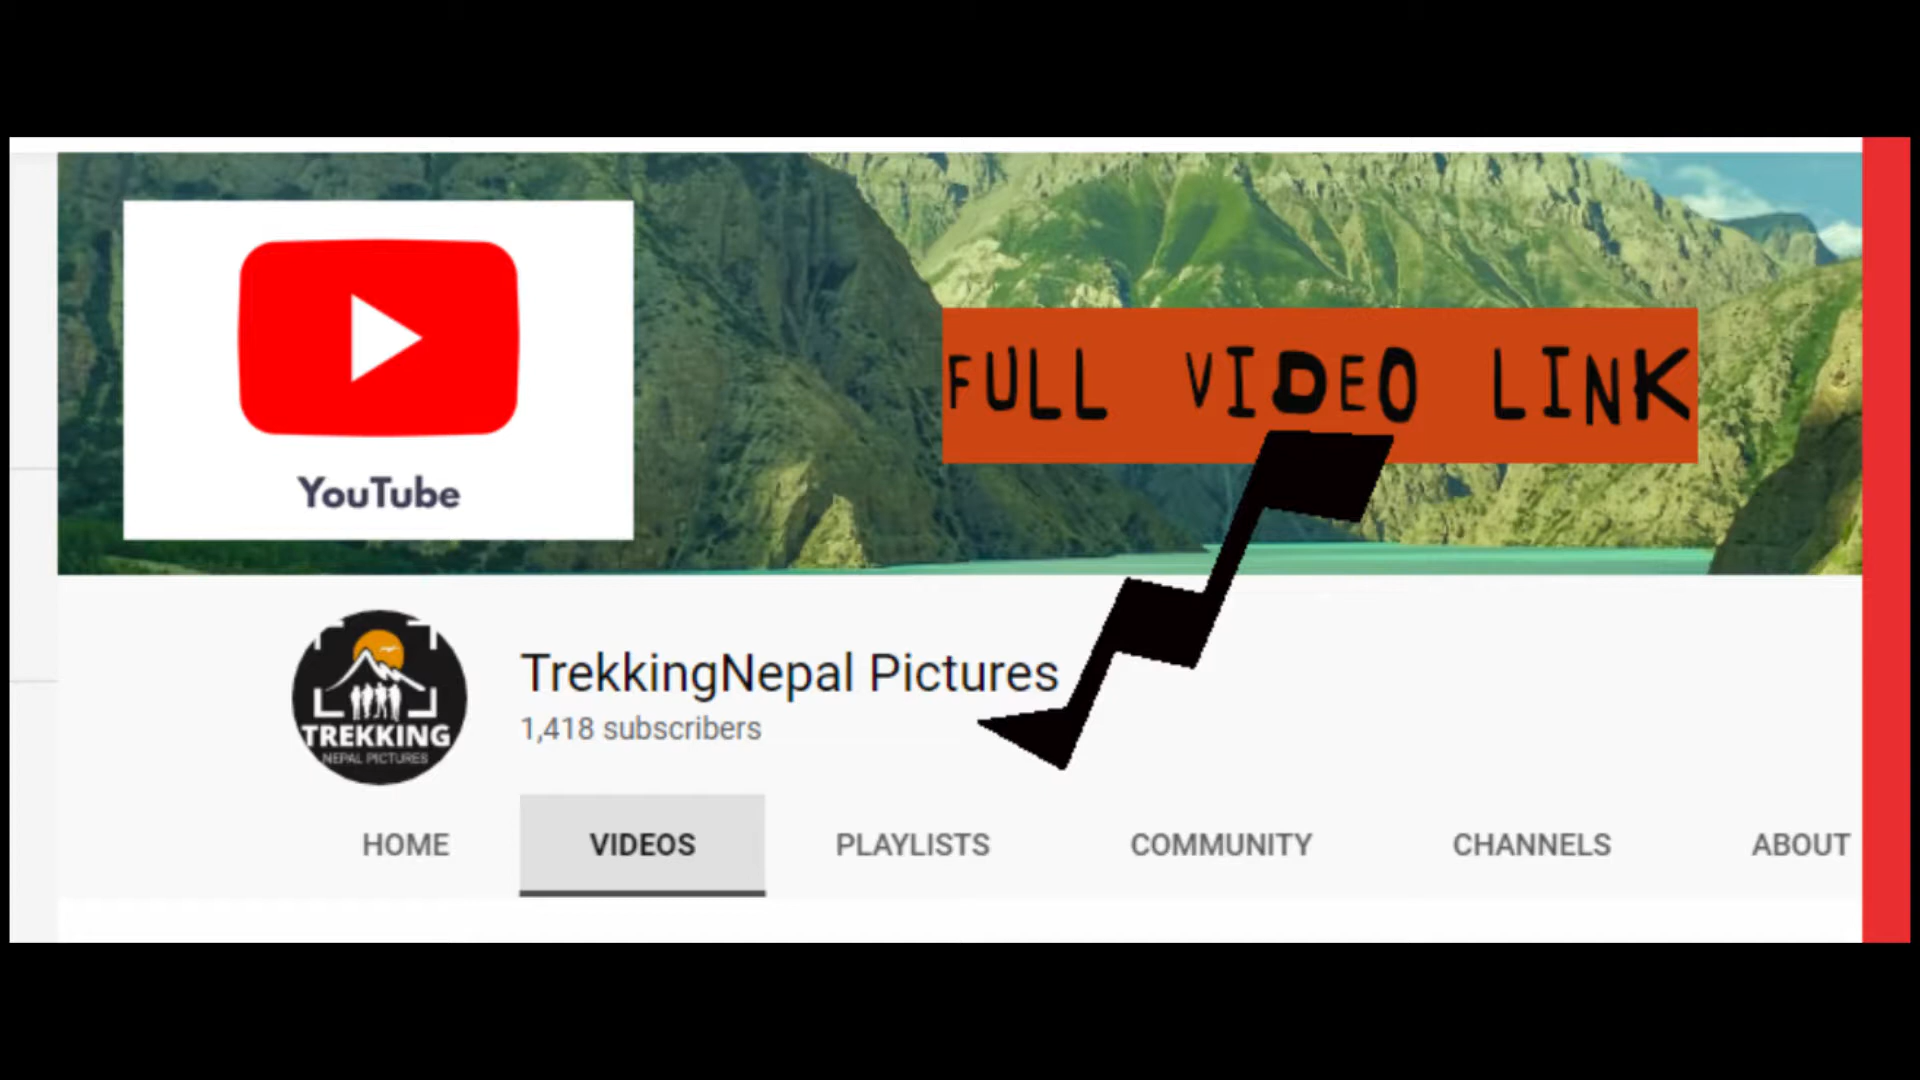 YouTube
FULL VIDEO LINK
TREKKING
NEPAL PICTURES
TrekkingNepal Pictures
1,418 subscribers
HOME VIDEOS PLAYLISTS COMMUNITY CHANNELS ABOUT